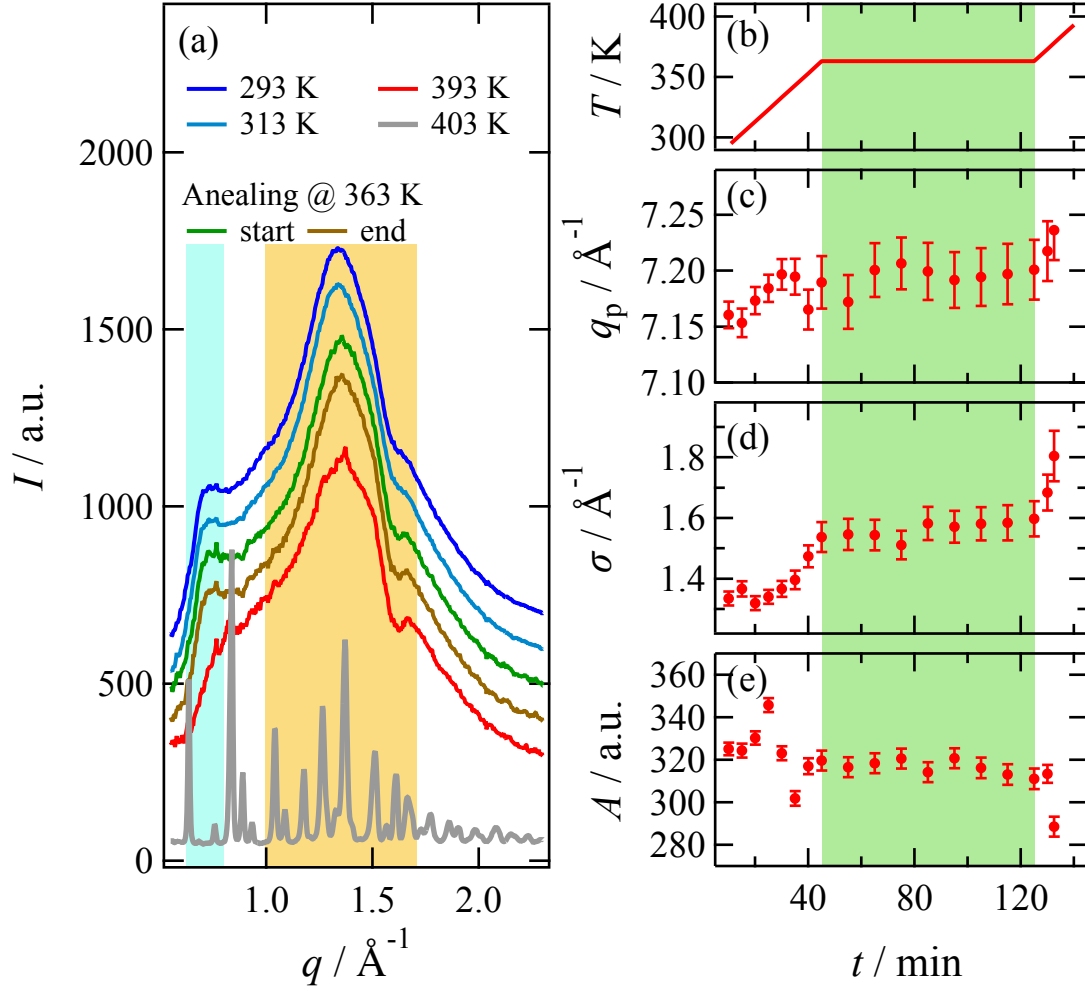 (a)
293 K 393 K
313 K 403 K
Anealing @ 363 K
start end
2000
1500
1000
500
0
I / a.u.
1.0 1.5 2.0
q / Å⁻¹
(b)
400
350
300
T / K
(c)
7.25
7.20
7.15
7.10
qₚ / Å⁻¹
(d)
1.8
1.6
1.4
σ / Å⁻¹
(e)
360
340
320
300
280
A / a.u.
40 80 120
t / min